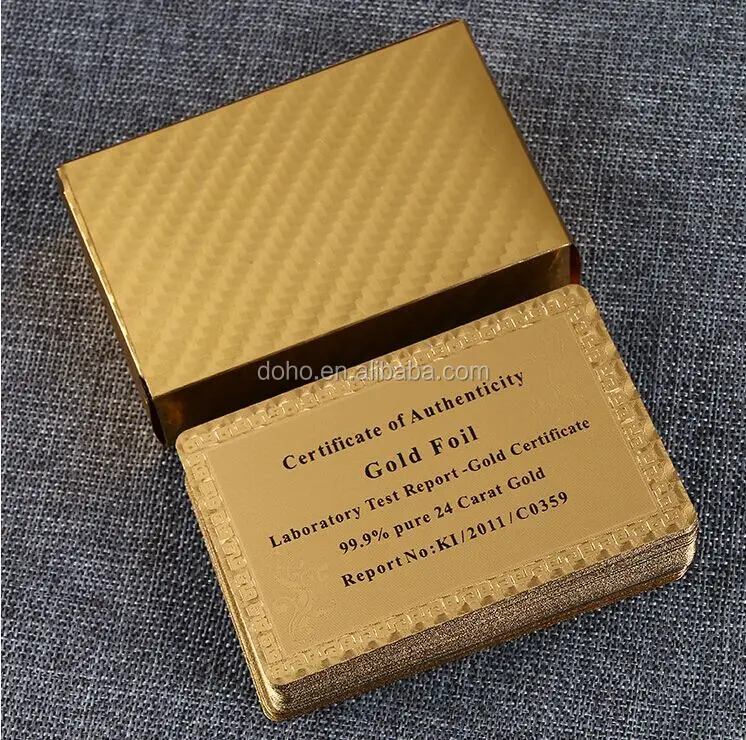 doho.en.alibaba.com
Certificate of Authenticity
Gold Foil
Laboratory Test Report-Gold Certificate
99.9% pure 24 Carat Gold
Report No:KI/2011/C0359